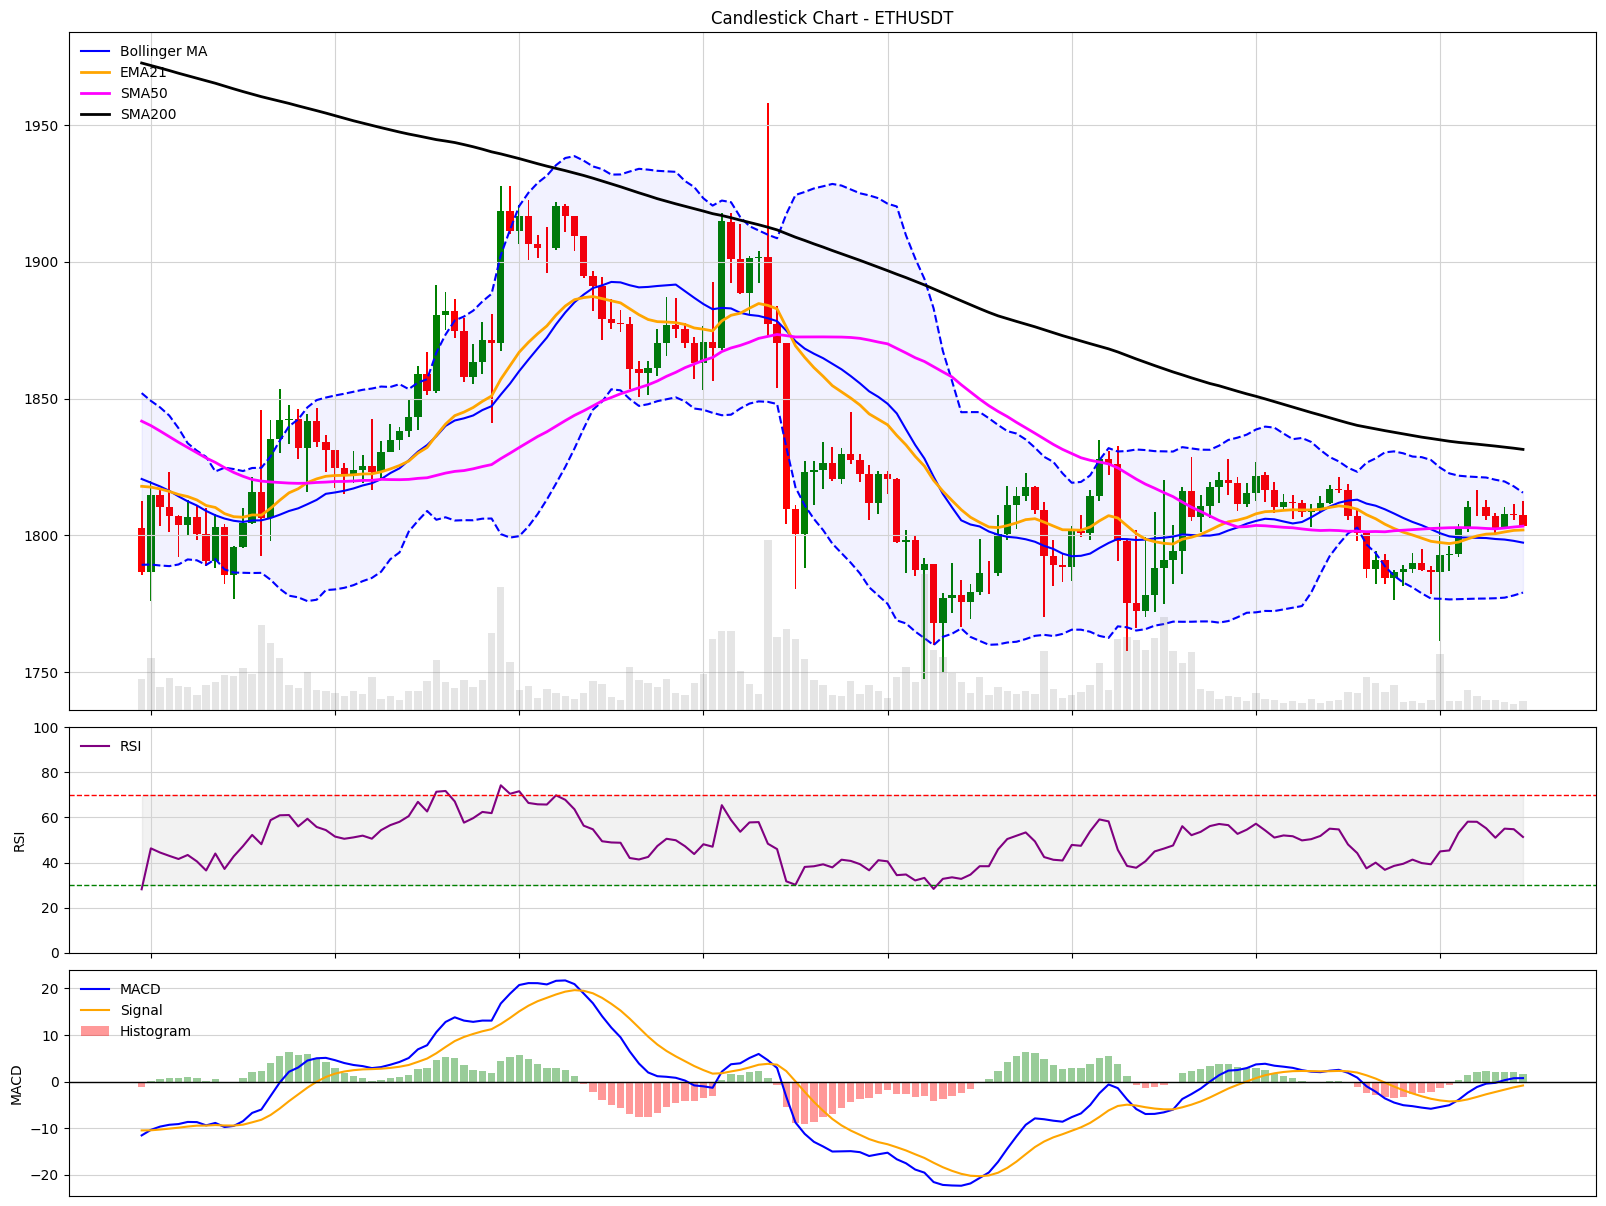 Candlestick Chart - ETHUSDT
Bollinger MA
EMA21
SMA50
SMA200
1950
1900
1850
1800
1750
RSI
100
80
60
40
20
0
RSI
MACD
Signal
Histogram
20
10
0
−10
−20
MACD